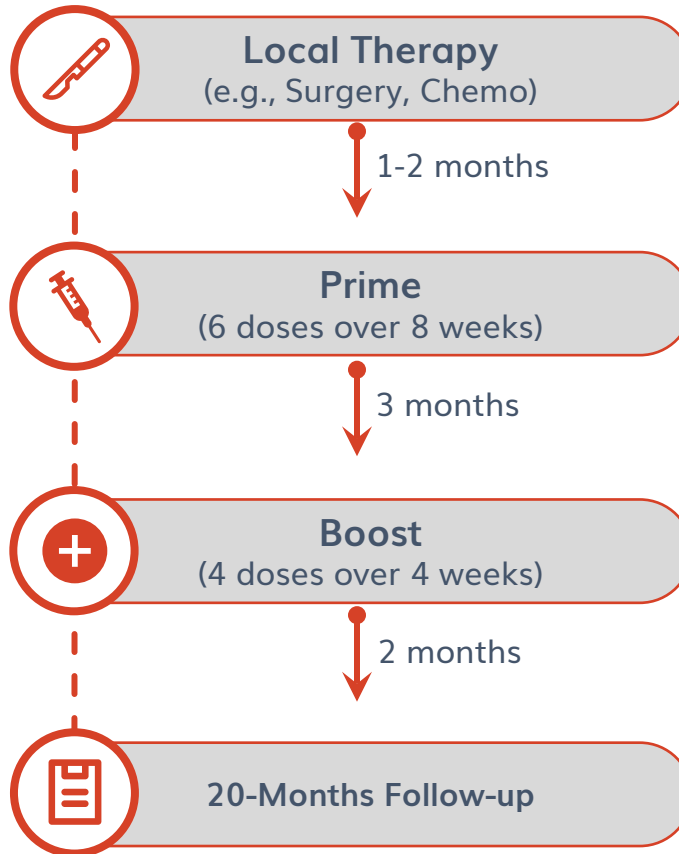 Local Therapy
(e.g., Surgery, Chemo)
1-2 months
Prime
(6 doses over 8 weeks)
3 months
Boost
(4 doses over 4 weeks)
2 months
20-Months Follow-up